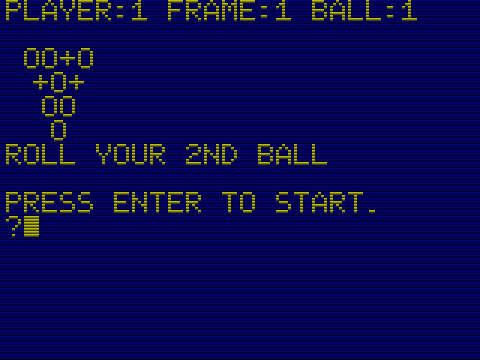 PLAYER:1 FRAME:1 BALL:1
OO+O
+O+
OO
O
ROLL YOUR 2ND BALL
PRESS ENTER TO START.
?